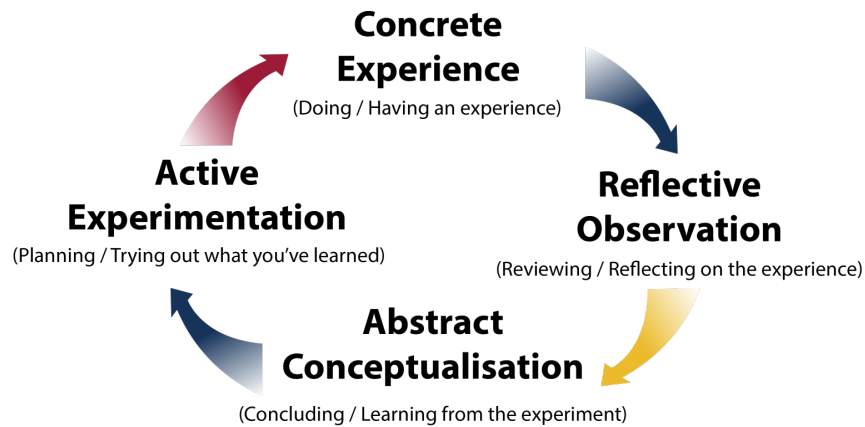 Concrete
Experience
(Doing / Having an experience)
Reflective
Observation
(Reviewing / Reflecting on the experience)
Abstract
Conceptualisation
(Concluding / Learning from the experiment)
Active
Experimentation
(Planning / Trying out what you’ve learned)